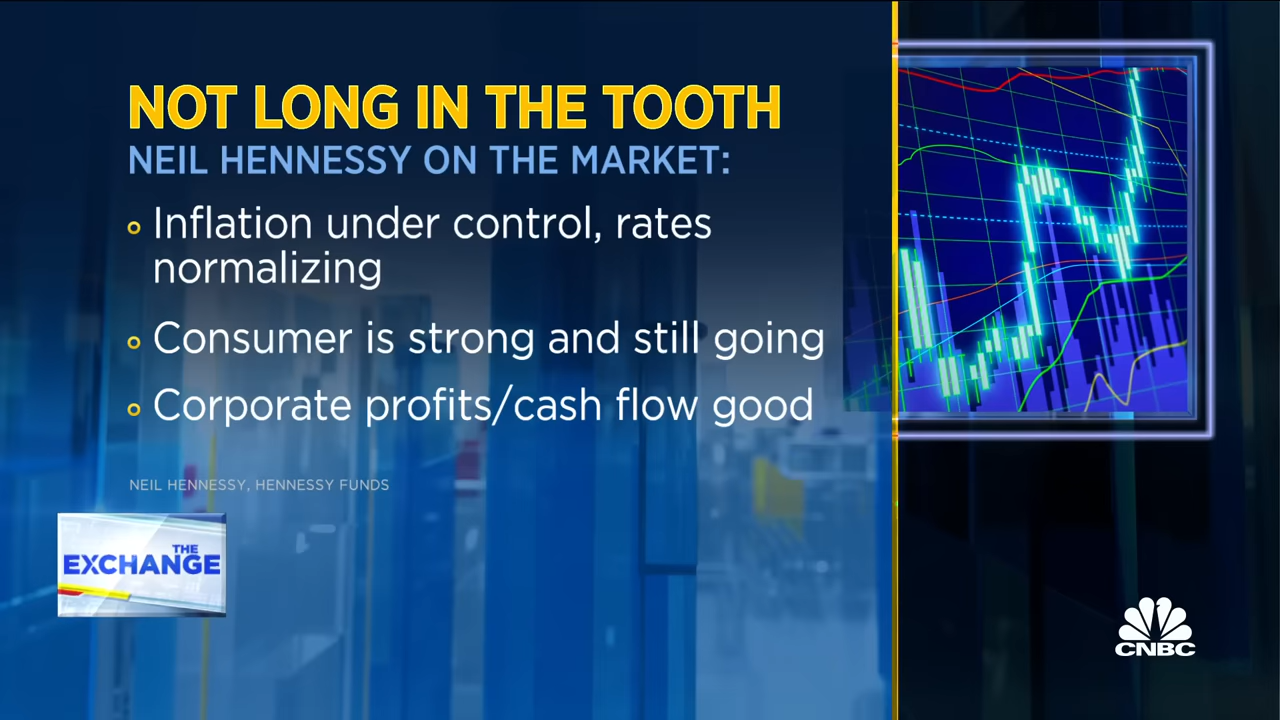 NOT LONG IN THE TOOTH
NEIL HENNESSY ON THE MARKET:
Inflation under control, rates
normalizing
Consumer is strong and still going
Corporate profits/cash flow good
NEIL HENNESSY, HENNESSY FUNDS
THE
EXCHANGE
CNBC